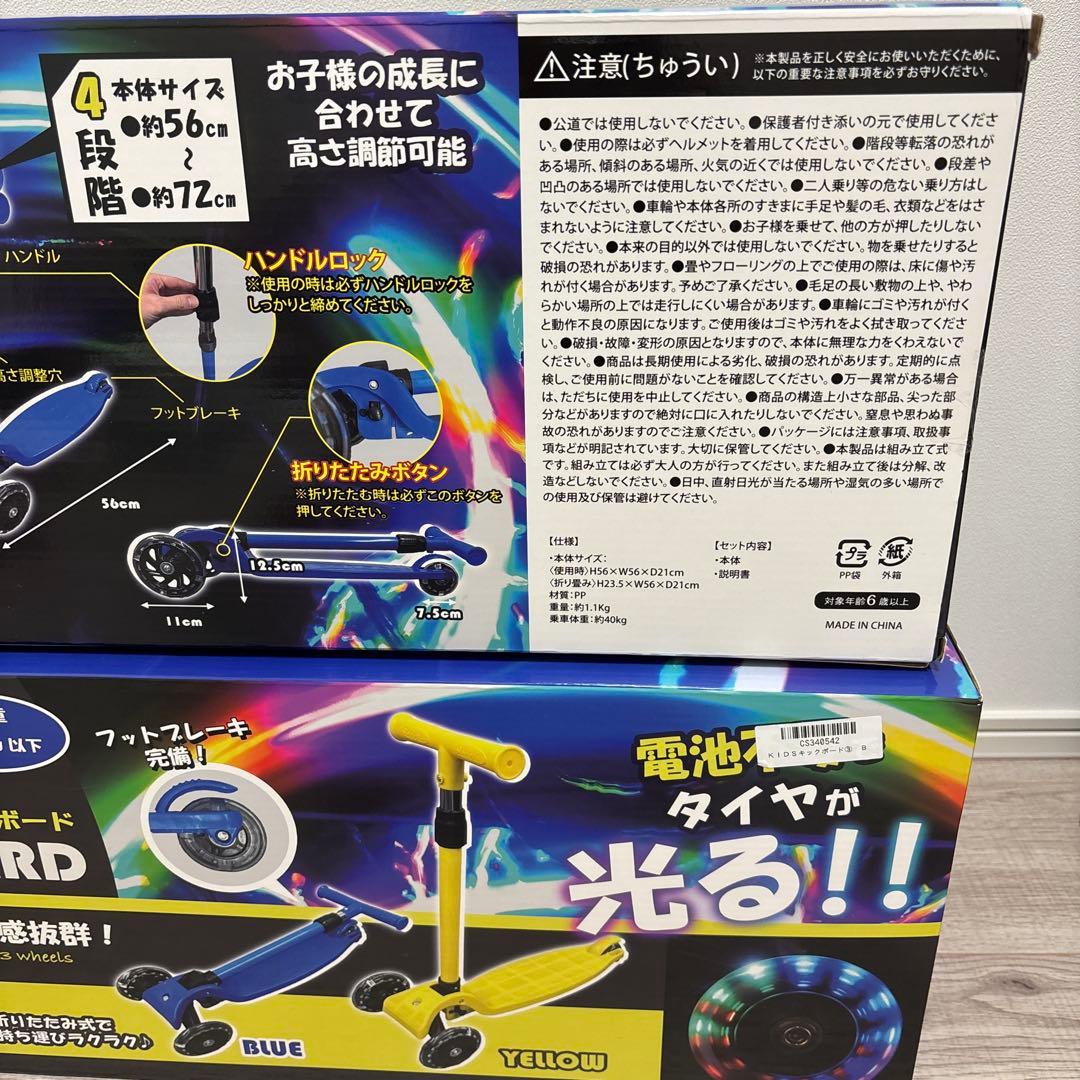 4段階
本体サイズ
●約56cm
～
●約72cm
お子様の成長に
合わせて
高さ調節可能
ハンドル
ハンドルロック
※使用の時は必ずハンドルロックを
しっかりと締めてください。
高さ調整穴
フットブレーキ
折りたたみボタン
※折りたたむ時は必ずこのボタンを
押してください。
56cm
12.5cm
11cm
7.5cm
注意(ちゅうい)
※本製品を正しく安全にお使いいただくために、
以下の重要な注意事項を必ずお守りください。
●公道では使用しないでください。●保護者付き添いの元で使用してくださ
い。●使用の際は必ずヘルメットを着用してください。●階段等転落の恐れが
ある場所、傾斜のある場所、火気の近くでは使用しないでください。●段差や
凹凸のある場所では使用しないでください。●二人乗り等の危ない乗り方はし
ないでください。●車輪や本体各所のすきまに手足や髪の毛、衣類などをはさ
まれないように注意してください。●お子様を乗せて、他の方が押したりしない
でください。●本来の目的以外では使用しないでください。物を乗せたりすると
破損の恐れがあります。●畳やフローリングの上でご使用の際は、床に傷や汚
れが付く場合があります。予めご了承ください。●毛足の長い敷物の上や、やわ
らかい場所の上では走行しにくい場合があります。●車輪にゴミや汚れが付く
と動作不良の原因になります。ご使用後はゴミや汚れをよく拭き取ってくださ
い。●破損・故障・変形の原因となりますので、本体に無理な力をくわえないで
ください。●商品は長期使用による劣化、破損の恐れがあります。定期的に点
検し、ご使用前に問題がないことを確認してください。●万一異常がある場合
は、ただちに使用を中止してください。●商品の構造上小さな部品、尖った部
分などがありますので絶対に口に入れたりしないでください。窒息や思わぬ事
故の恐れがありますのでご注意ください。●パッケージには注意事項、取扱事
項などが明記されています。大切に保管してください。●本製品は組み立て式
です。組み立ては必ず大人の方が行ってください。また組み立て後は分解、改
造などしないでください。●日中、直射日光が当たる場所や湿気の多い場所で
の使用及び保管は避けてください。
【仕様】
・本体サイズ：
〈使用時〉H56×W56×D21cm
〈折り畳み〉H23.5×W56×D21cm
材質：PP
重量：約1.1Kg
乗車体重：約40kg
【セット内容】
・本体
・説明書
プラ
PP袋
紙
外箱
対象年齢6歳以上
MADE IN CHINA
以下
フットブレーキ
完備！
ボード
RD
感抜群！
3 wheels
折りたたみ式で
持ち運びラクラク♪
BLUE
YELLOW
CS340542
KIDSキックボード③ B
電池不
タイヤが
光る!!